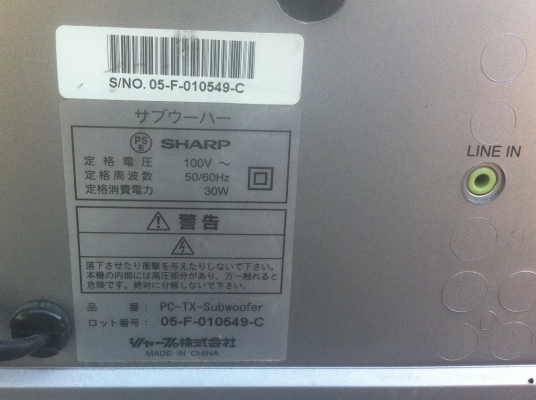 S/NO. 05-F-010549-C
サブウーハー
PS E SHARP
定格電圧 100V ～
定格周波数 50/60Hz
定格消費電力 30W
LINE IN
警告
落下させたり衝撃を与えたりしないで下さい。
本機の内部には高圧部分があり、万一触れると
危険です。絶対に分解しないで下さい。
品番: PC-TX-Subwoofer
ロット番号: 05-F-010549-C
シャープ株式会社
MADE IN CHINA